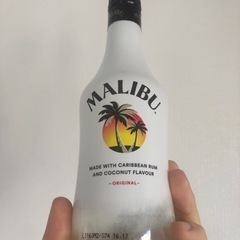 MALIBU
MADE WITH CARIBBEAN RUM
AND COCONUT FLAVOUR
- ORIGINAL -